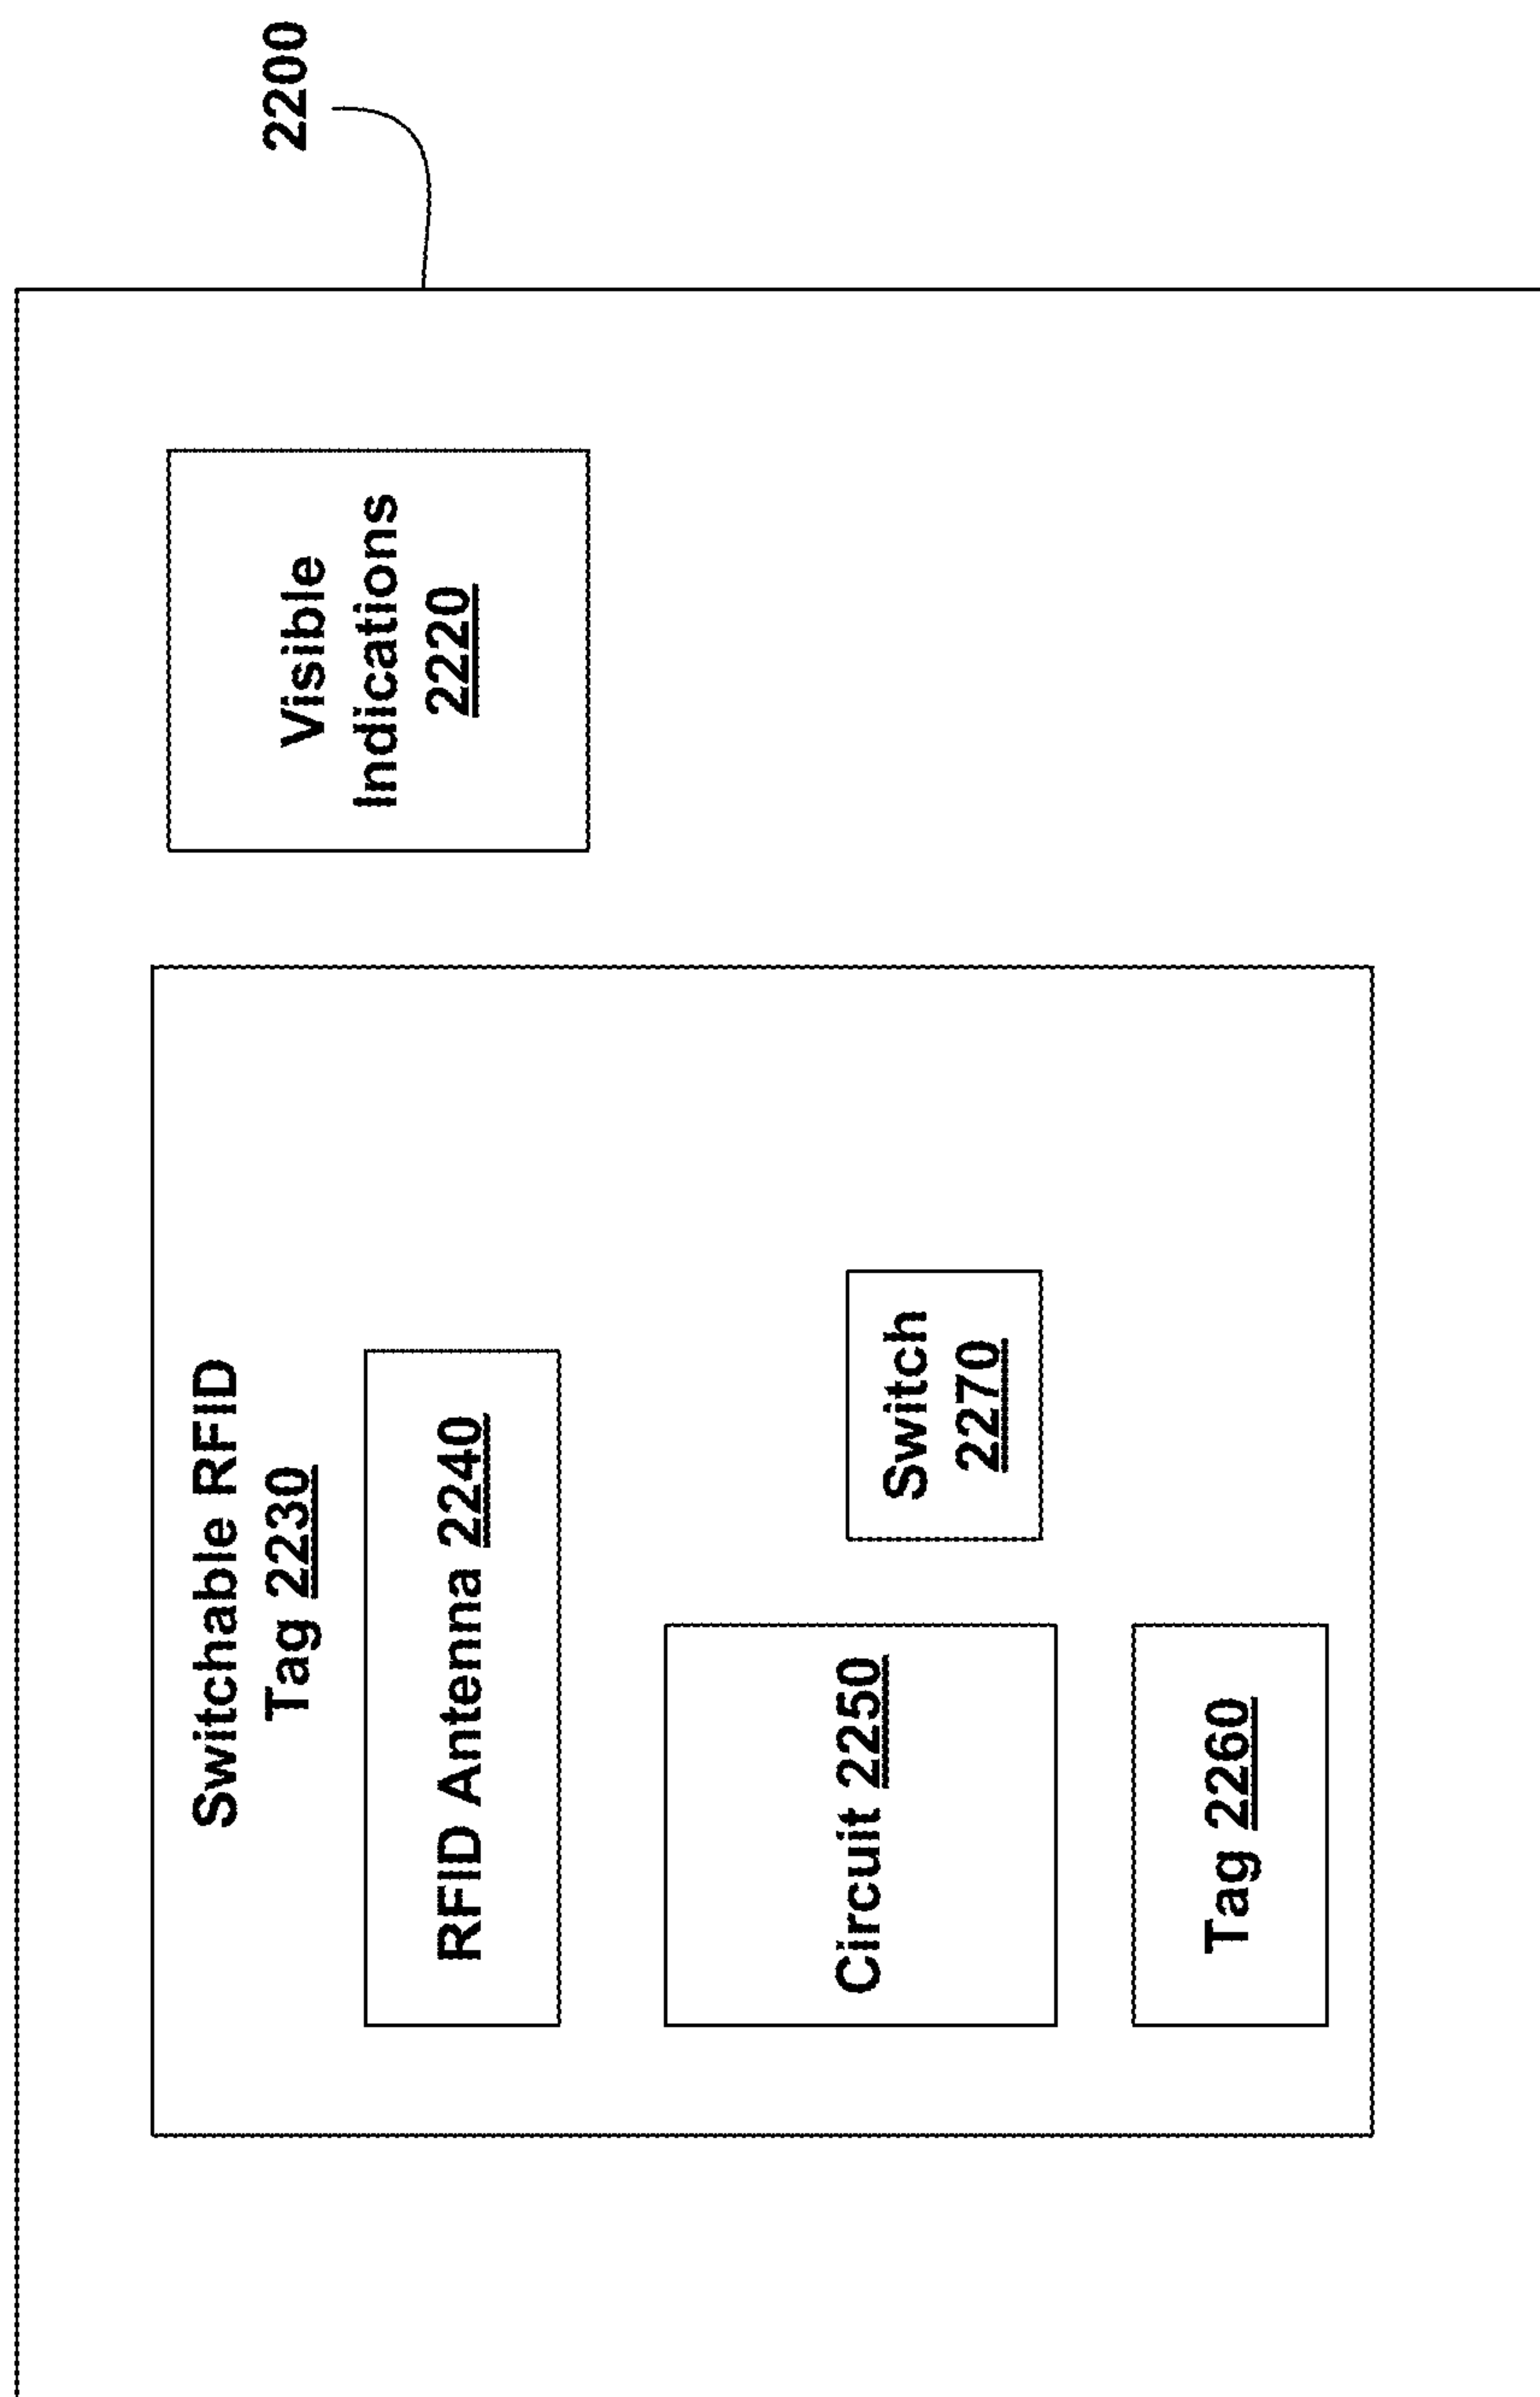 2200
Switchable RFID
Tag 2230
RFID Antenna 2240
Circuit 2250
Switch
2270
Tag 2260
Visible
Indications
2220